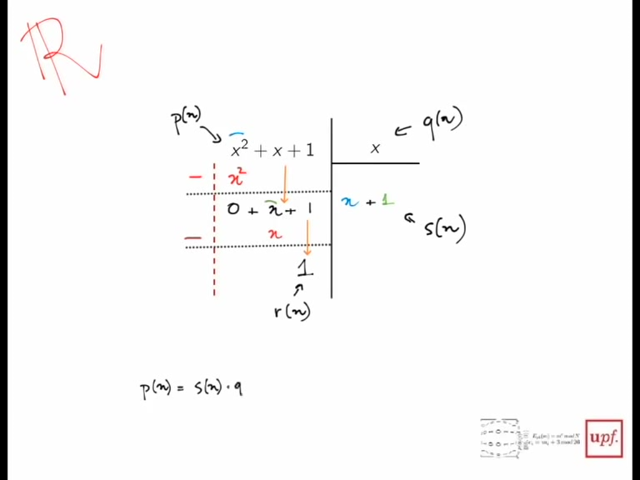 ℝ
p(x)
q(x)
x² + x + 1
x
− x²
0 + x + 1
x + 1
s(x)
− x
1
r(x)
p(x) = s(x) · q
upf.